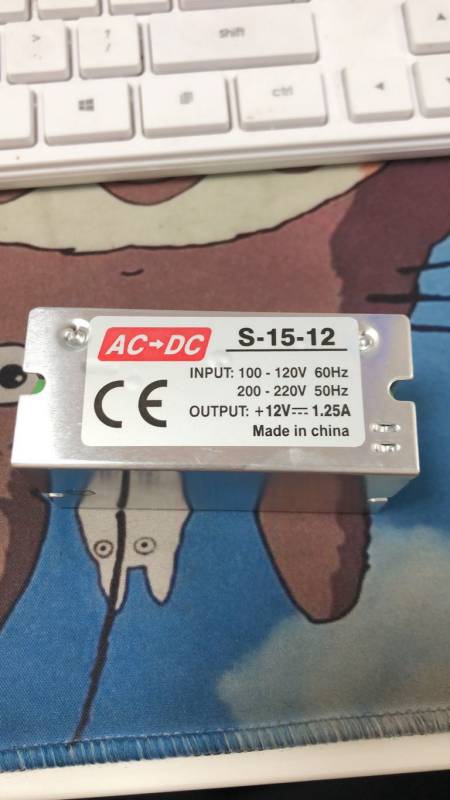 >
.
?
/
shift
ctrl
AC→DC
S-15-12
INPUT: 100 - 120V 60Hz
200 - 220V 50Hz
CE
OUTPUT: +12V⎓ 1.25A
Made in china